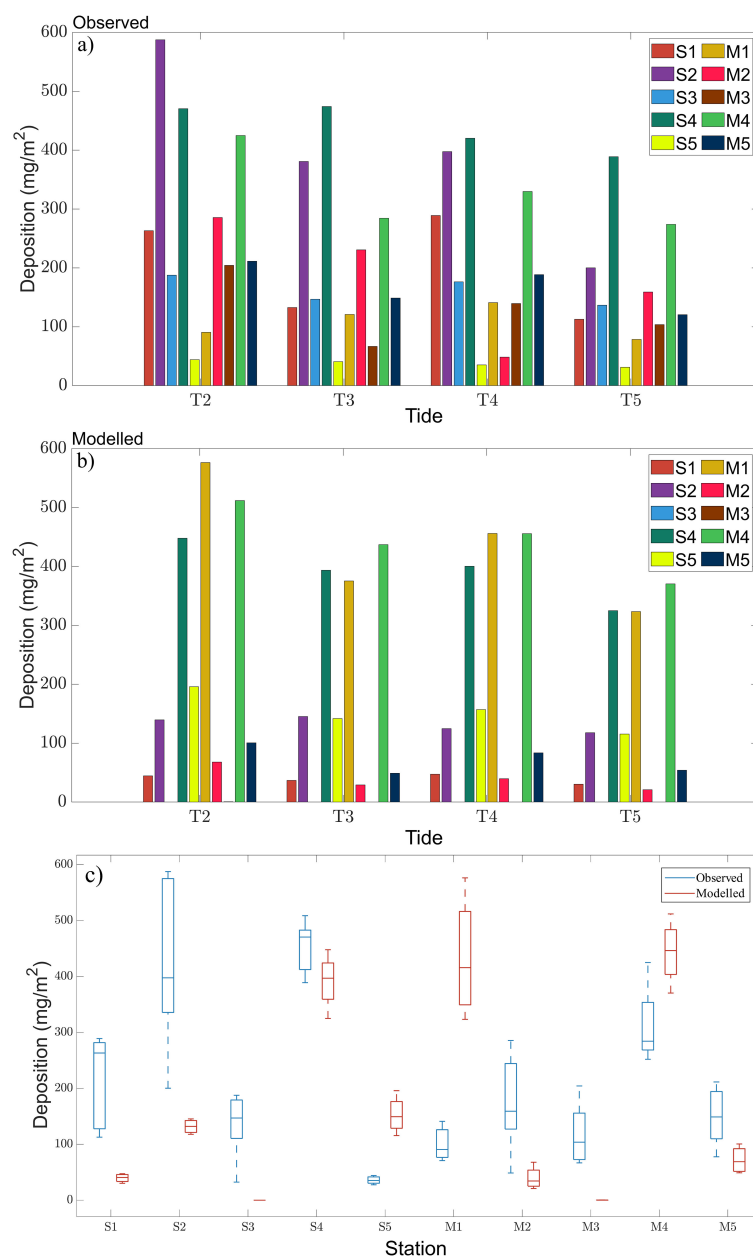 Observed
a)
600
500
400
300
200
100
0
Deposition (mg/m²)
S1 M1
S2 M2
S3 M3
S4 M4
S5 M5
T2 T3 T4 T5
Tide
Modelled
b)
600
500
400
300
200
100
0
Deposition (mg/m²)
S1 M1
S2 M2
S3 M3
S4 M4
S5 M5
T2 T3 T4 T5
Tide
c)
600
500
400
300
200
100
0
Deposition (mg/m²)
Observed
Modelled
S1 S2 S3 S4 S5 M1 M2 M3 M4 M5
Station